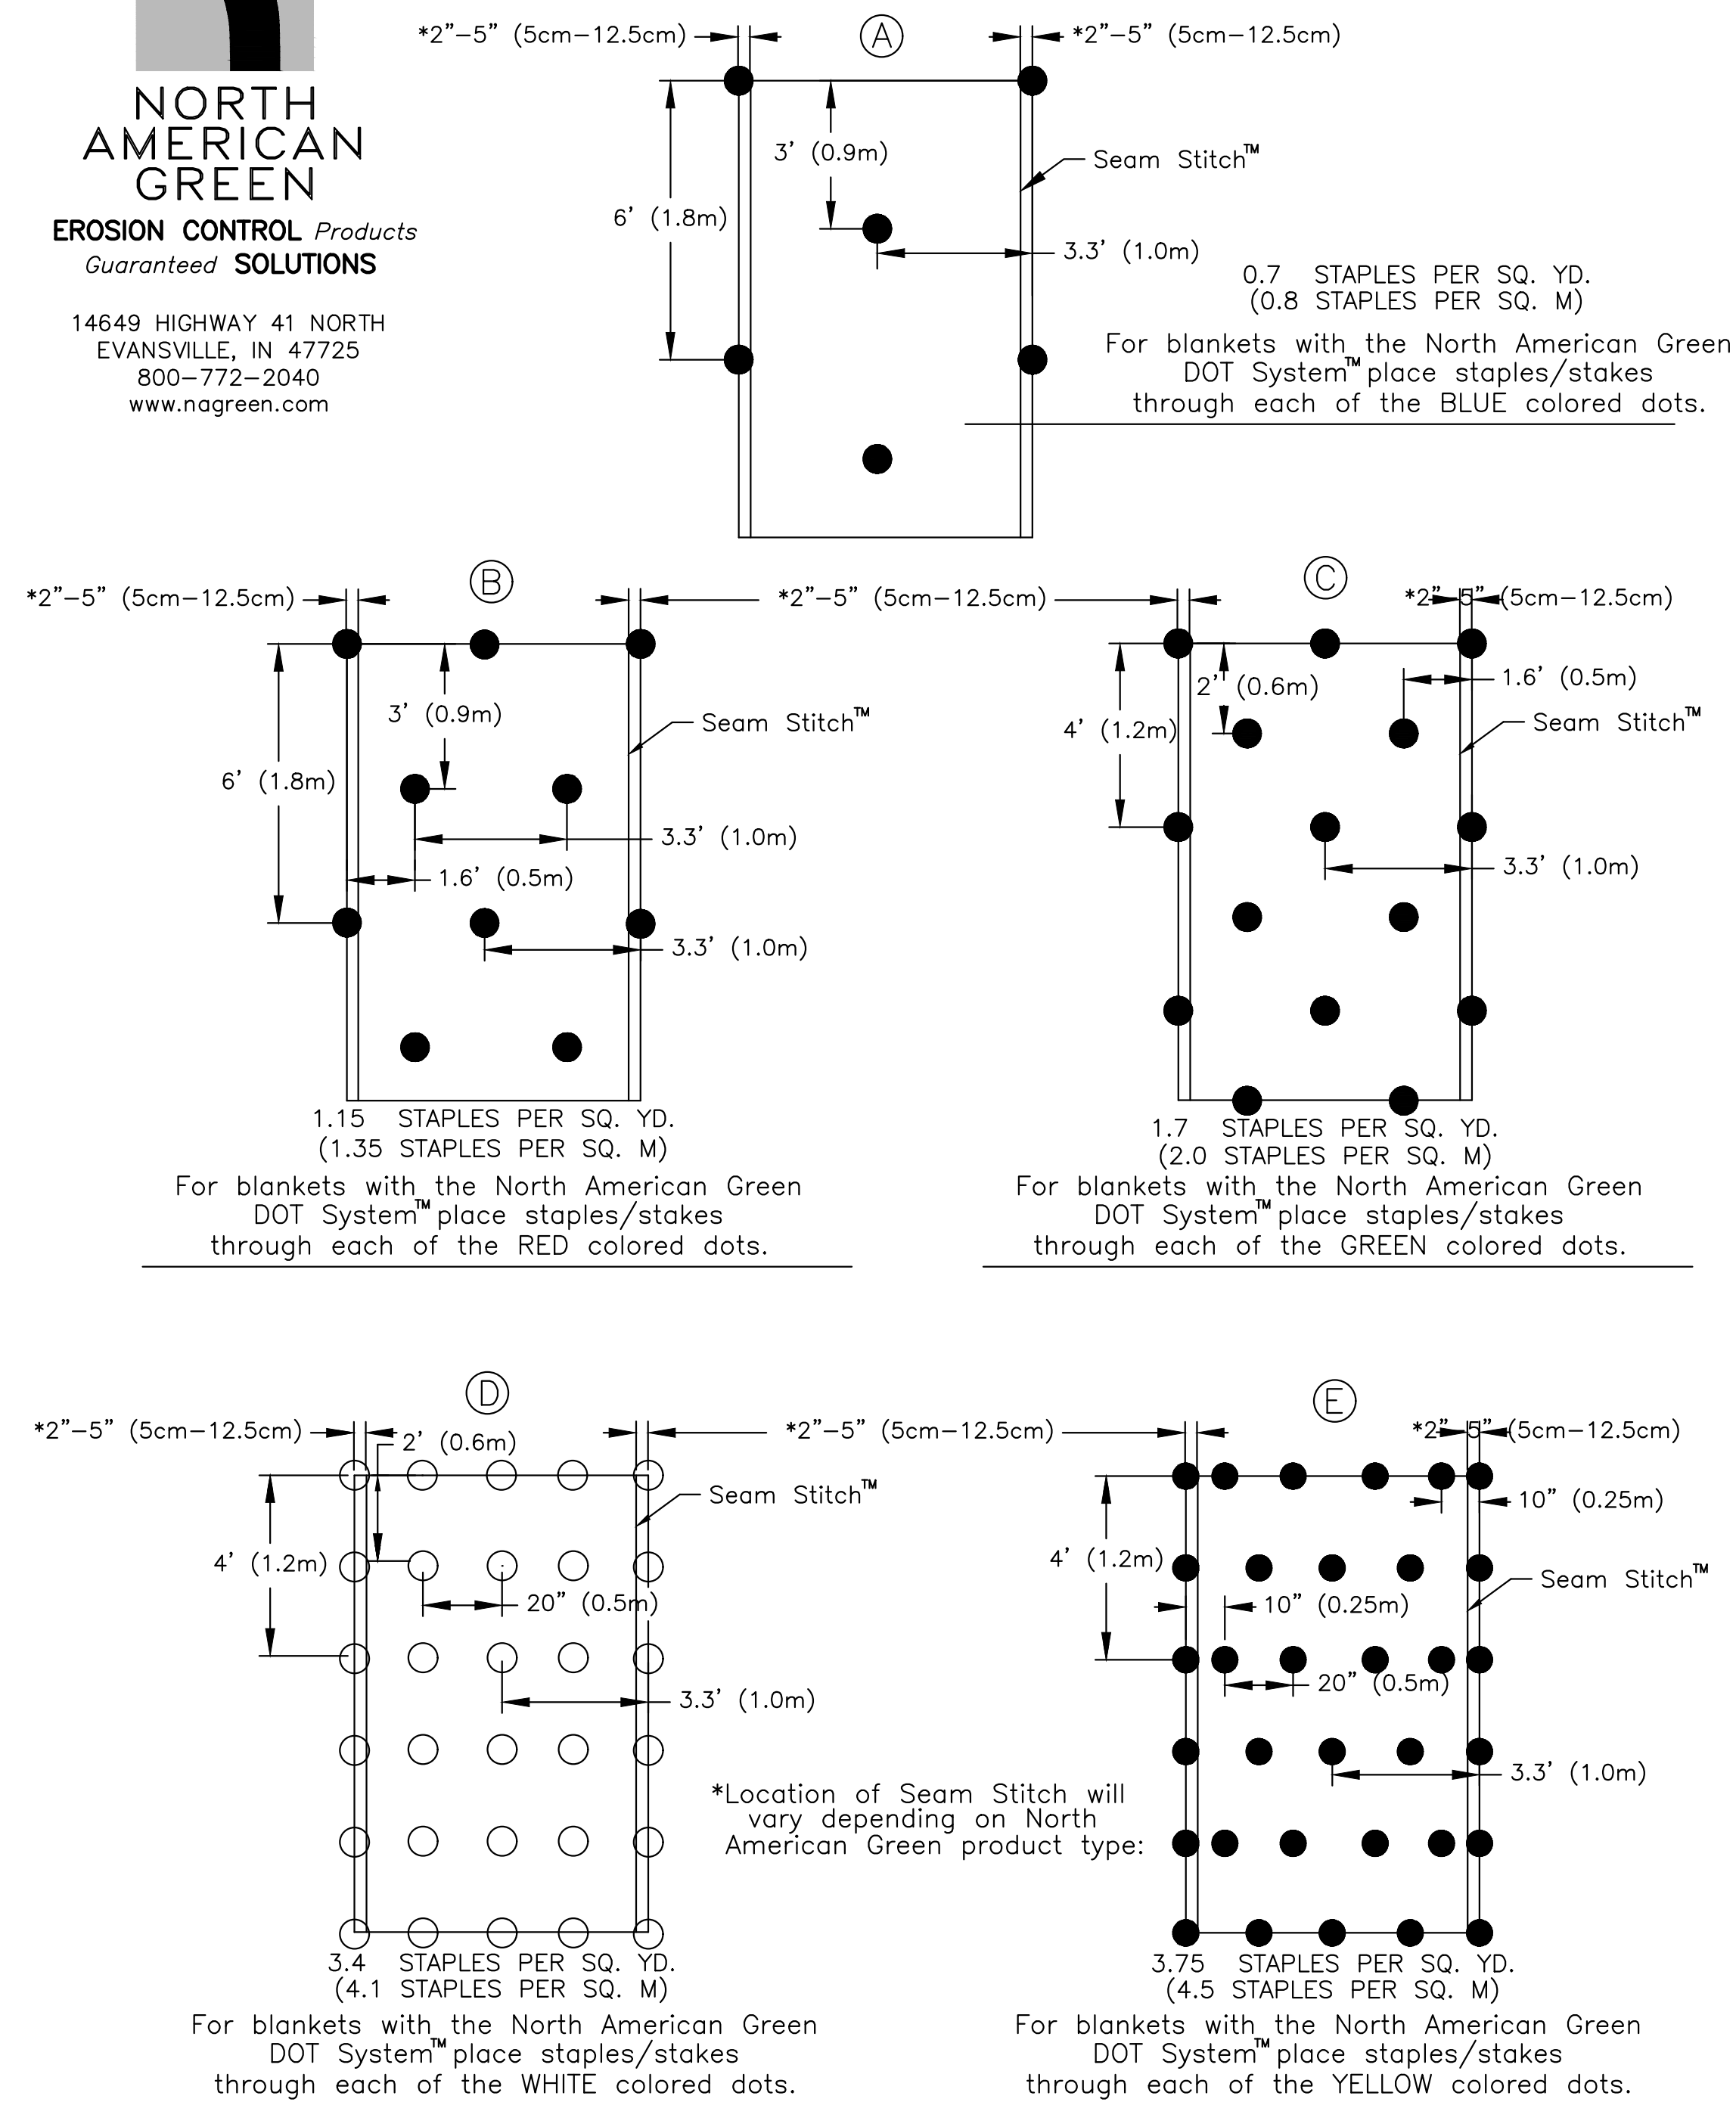 NORTH
AMERICAN
GREEN
EROSION CONTROL Products
Guaranteed SOLUTIONS
14649 HIGHWAY 41 NORTH
EVANSVILLE, IN 47725
800-772-2040
www.nagreen.com
*2"-5" (5cm-12.5cm)
A
*2"-5" (5cm-12.5cm)
3' (0.9m)
Seam Stitch™
6' (1.8m)
3.3' (1.0m)
0.7 STAPLES PER SQ. YD.
(0.8 STAPLES PER SQ. M)
For blankets with the North American Green
DOT System™ place staples/stakes
through each of the BLUE colored dots.
*2"-5" (5cm-12.5cm)
B
*2"-5" (5cm-12.5cm)
3' (0.9m)
Seam Stitch™
6' (1.8m)
3.3' (1.0m)
1.6' (0.5m)
3.3' (1.0m)
1.15 STAPLES PER SQ. YD.
(1.35 STAPLES PER SQ. M)
For blankets with the North American Green
DOT System™ place staples/stakes
through each of the RED colored dots.
C
*2"-5" (5cm-12.5cm)
1.6' (0.5m)
2' (0.6m)
Seam Stitch™
4' (1.2m)
3.3' (1.0m)
1.7 STAPLES PER SQ. YD.
(2.0 STAPLES PER SQ. M)
For blankets with the North American Green
DOT System™ place staples/stakes
through each of the GREEN colored dots.
D
*2"-5" (5cm-12.5cm)
2' (0.6m)
*2"-5" (5cm-12.5cm)
Seam Stitch™
4' (1.2m)
20" (0.5m)
3.3' (1.0m)
3.4 STAPLES PER SQ. YD.
(4.1 STAPLES PER SQ. M)
For blankets with the North American Green
DOT System™ place staples/stakes
through each of the WHITE colored dots.
*Location of Seam Stitch will
vary depending on North
American Green product type:
E
*2"-5" (5cm-12.5cm)
10" (0.25m)
4' (1.2m)
Seam Stitch™
10" (0.25m)
20" (0.5m)
3.3' (1.0m)
3.75 STAPLES PER SQ. YD.
(4.5 STAPLES PER SQ. M)
For blankets with the North American Green
DOT System™ place staples/stakes
through each of the YELLOW colored dots.